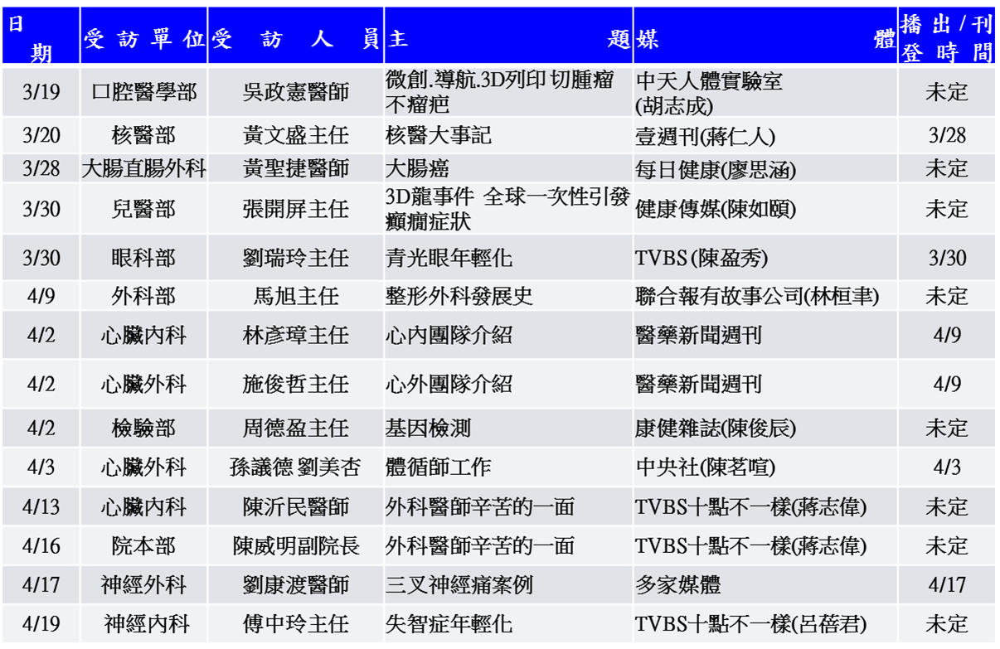 日期 受訪單位 受訪人員 主題 媒體 播出/刊登時間
3/19 口腔醫學部 吳政憲醫師 微創.導航.3D列印 切腫瘤不瘤疤 中天人體實驗室(胡志成) 未定
3/20 核醫部 黃文盛主任 核醫大事記 壹週刊(蔣仁人) 3/28
3/28 大腸直腸外科 黃聖捷醫師 大腸癌 每日健康(廖思涵) 未定
3/30 兒醫部 張開屏主任 3D龍事件 全球一次性引發癲癇症狀 健康傳媒(陳如頤) 未定
3/30 眼科部 劉瑞玲主任 青光眼年輕化 TVBS(陳盈秀) 3/30
4/9 外科部 馬旭主任 整形外科發展史 聯合報有故事公司(林桓聿) 未定
4/2 心臟內科 林彥璋主任 心內團隊介紹 醫藥新聞週刊 4/9
4/2 心臟外科 施俊哲主任 心外團隊介紹 醫藥新聞週刊 4/9
4/2 檢驗部 周德盈主任 基因檢測 康健雜誌(陳俊辰) 未定
4/3 心臟外科 孫議德 劉美杏 體循師工作 中央社(陳茗喧) 4/3
4/13 心臟內科 陳沂民醫師 外科醫師辛苦的一面 TVBS十點不一樣(蔣志偉) 未定
4/16 院本部 陳威明副院長 外科醫師辛苦的一面 TVBS十點不一樣(蔣志偉) 未定
4/17 神經外科 劉康渡醫師 三叉神經痛案例 多家媒體 4/17
4/19 神經內科 傅中玲主任 失智症年輕化 TVBS十點不一樣(呂蓓君) 未定